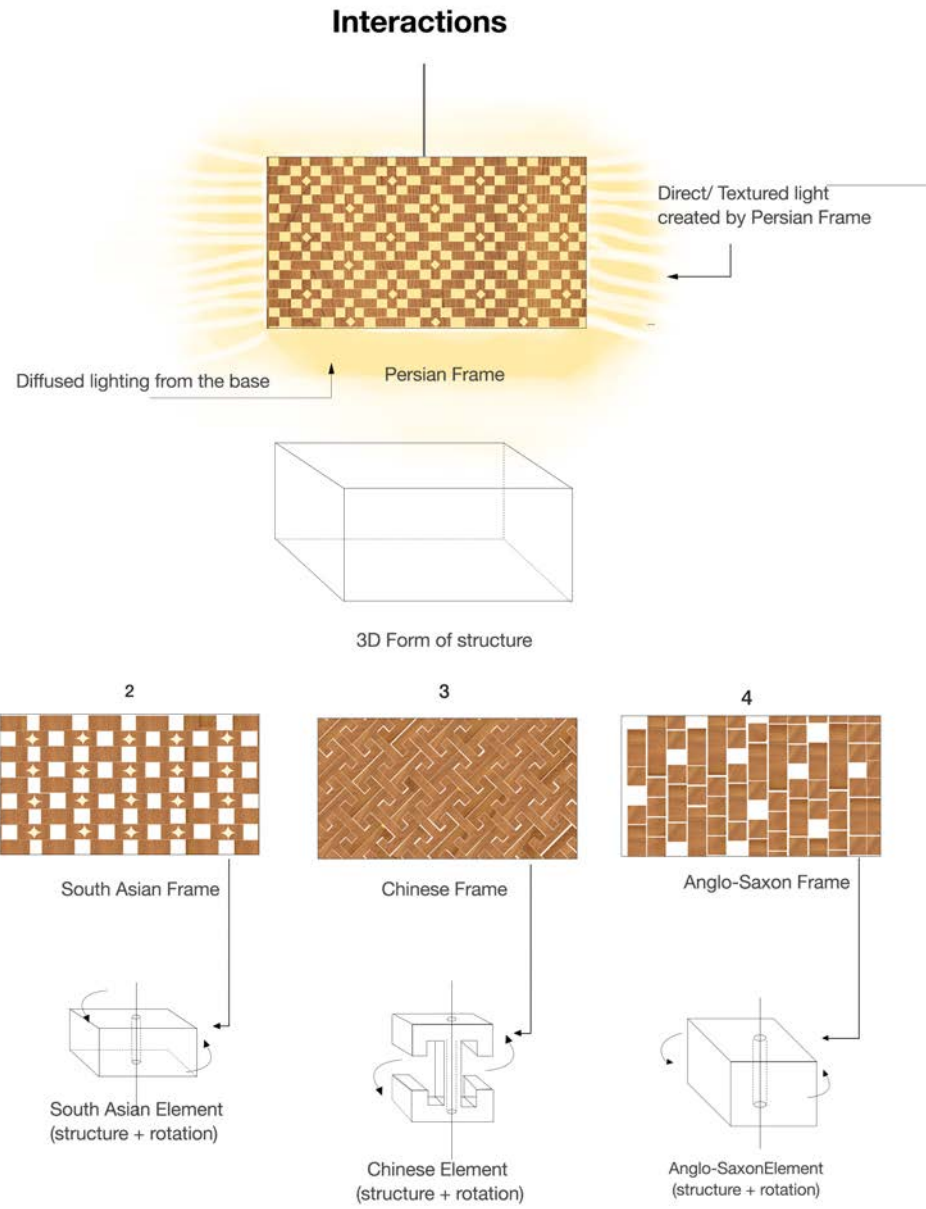 Interactions
Direct/ Textured light
created by Persian Frame
Persian Frame
Diffused lighting from the base
3D Form of structure
2
3
4
South Asian Frame
Chinese Frame
Anglo-Saxon Frame
South Asian Element
(structure + rotation)
Chinese Element
(structure + rotation)
Anglo-SaxonElement
(structure + rotation)